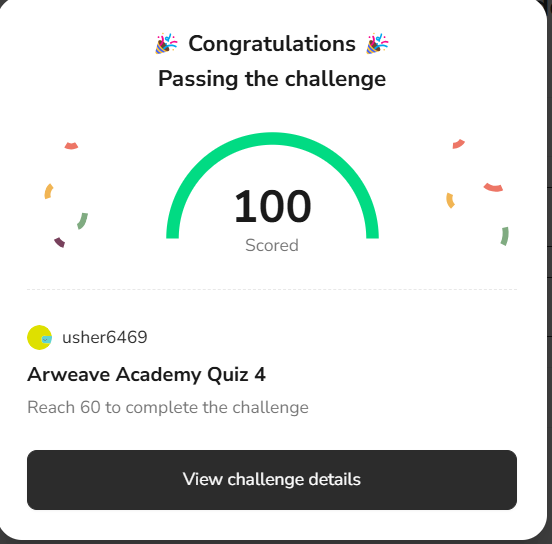 🎉 Congratulations 🎉
Passing the challenge
100
Scored
usher6469
Arweave Academy Quiz 4
Reach 60 to complete the challenge
View challenge details